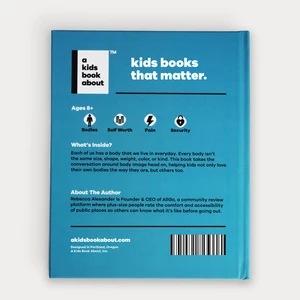 a
kids
book
about
TM
kids books
that matter.
Ages 8+
Bodies
Self Worth
Pain
Security
What's Inside?
Each of us has a body that we live in everyday. Every body isn't
the same size, shape, weight, color, or kind. This book takes the
conversation around body image head on, helping kids not only love
their own bodies the way they are, but others too.
About The Author
Rebecca Alexander is Founder & CEO of AllGo, a community review
platform where plus-size people rate the comfort and accessibility
of public places so others can know what it's like before going out.
akidsbookabout.com
Designed in Portland, Oregon
A Kids Book About, Inc.